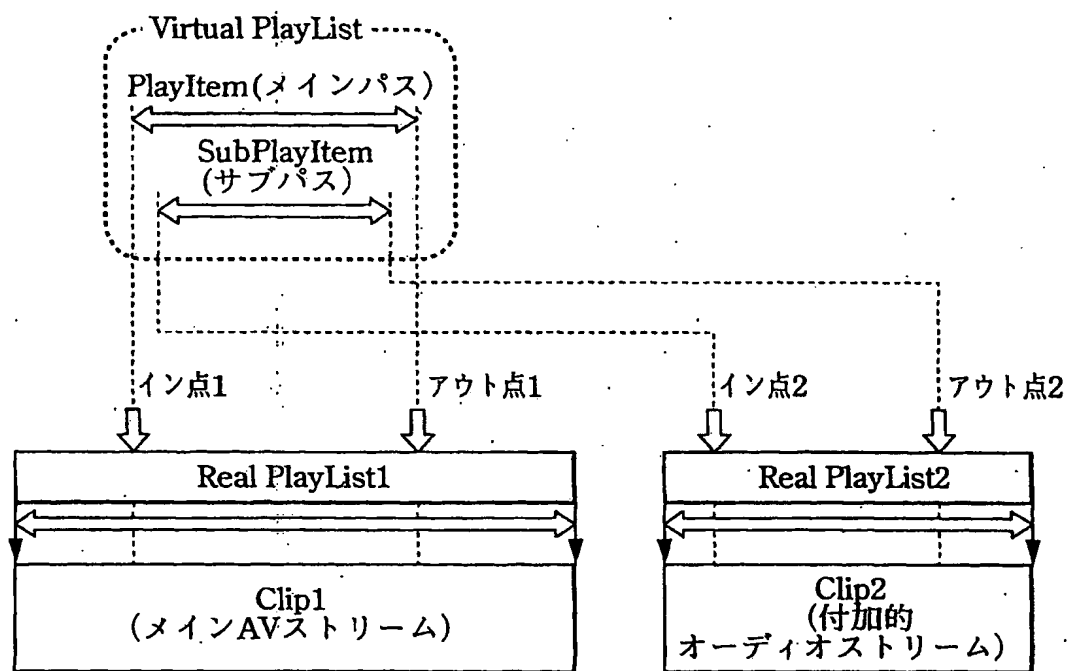 Virtual PlayList
PlayItem(メインパス)
SubPlayItem
(サブパス)
イン点1
アウト点1
イン点2
アウト点2
Real PlayList1
Real PlayList2
Clip1
(メインAVストリーム)
Clip2
(付加的
オーディオストリーム)